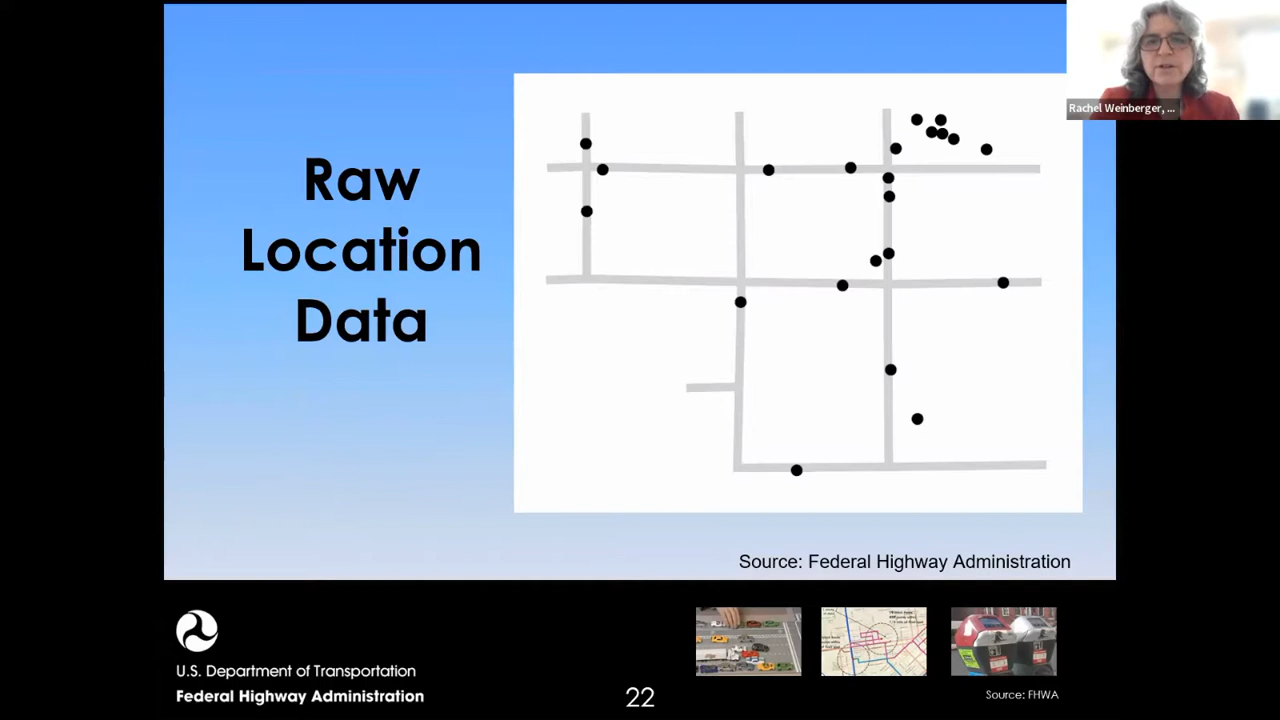 Rachel Weinberger, ...
Raw
Location
Data
Source: Federal Highway Administration
U.S. Department of Transportation
Federal Highway Administration
22
Source: FHWA